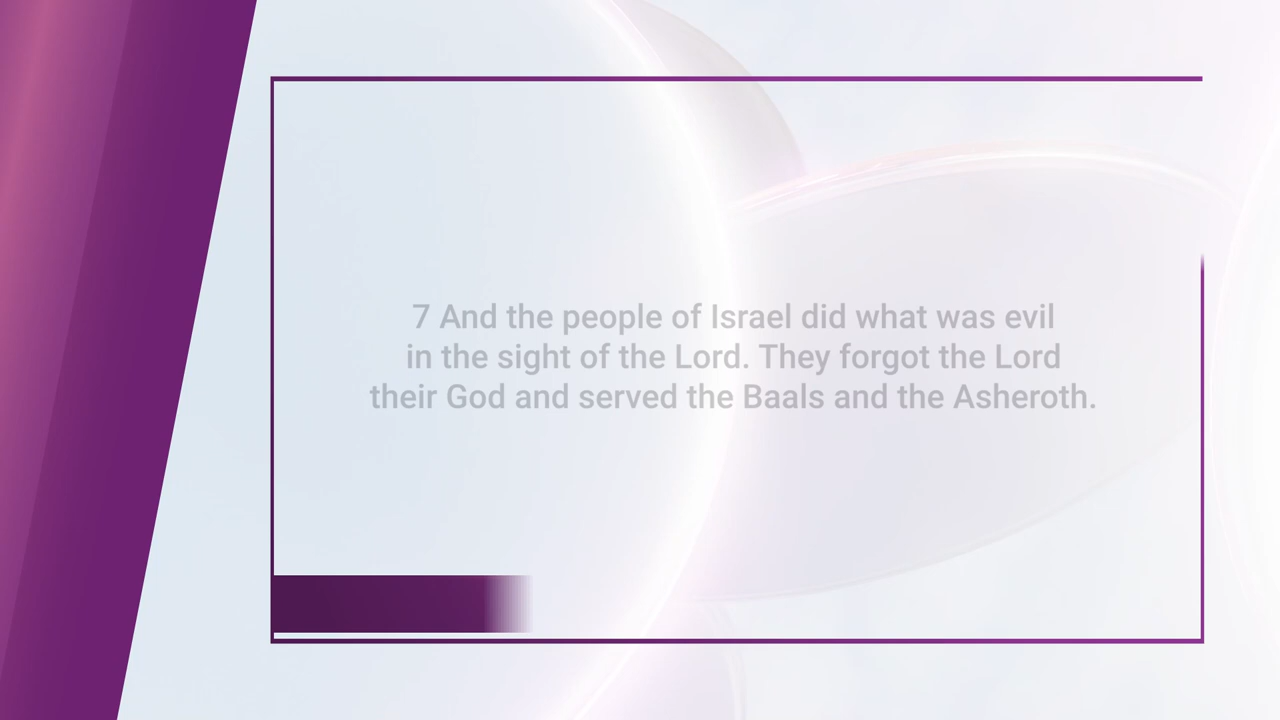 7 And the people of Israel did what was evil
in the sight of the Lord. They forgot the Lord
their God and served the Baals and the Asheroth.